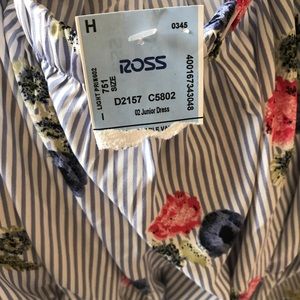 H
0345
ROSS
D2157 C5802
02 Junior Dress
751
SIZE
400167343048